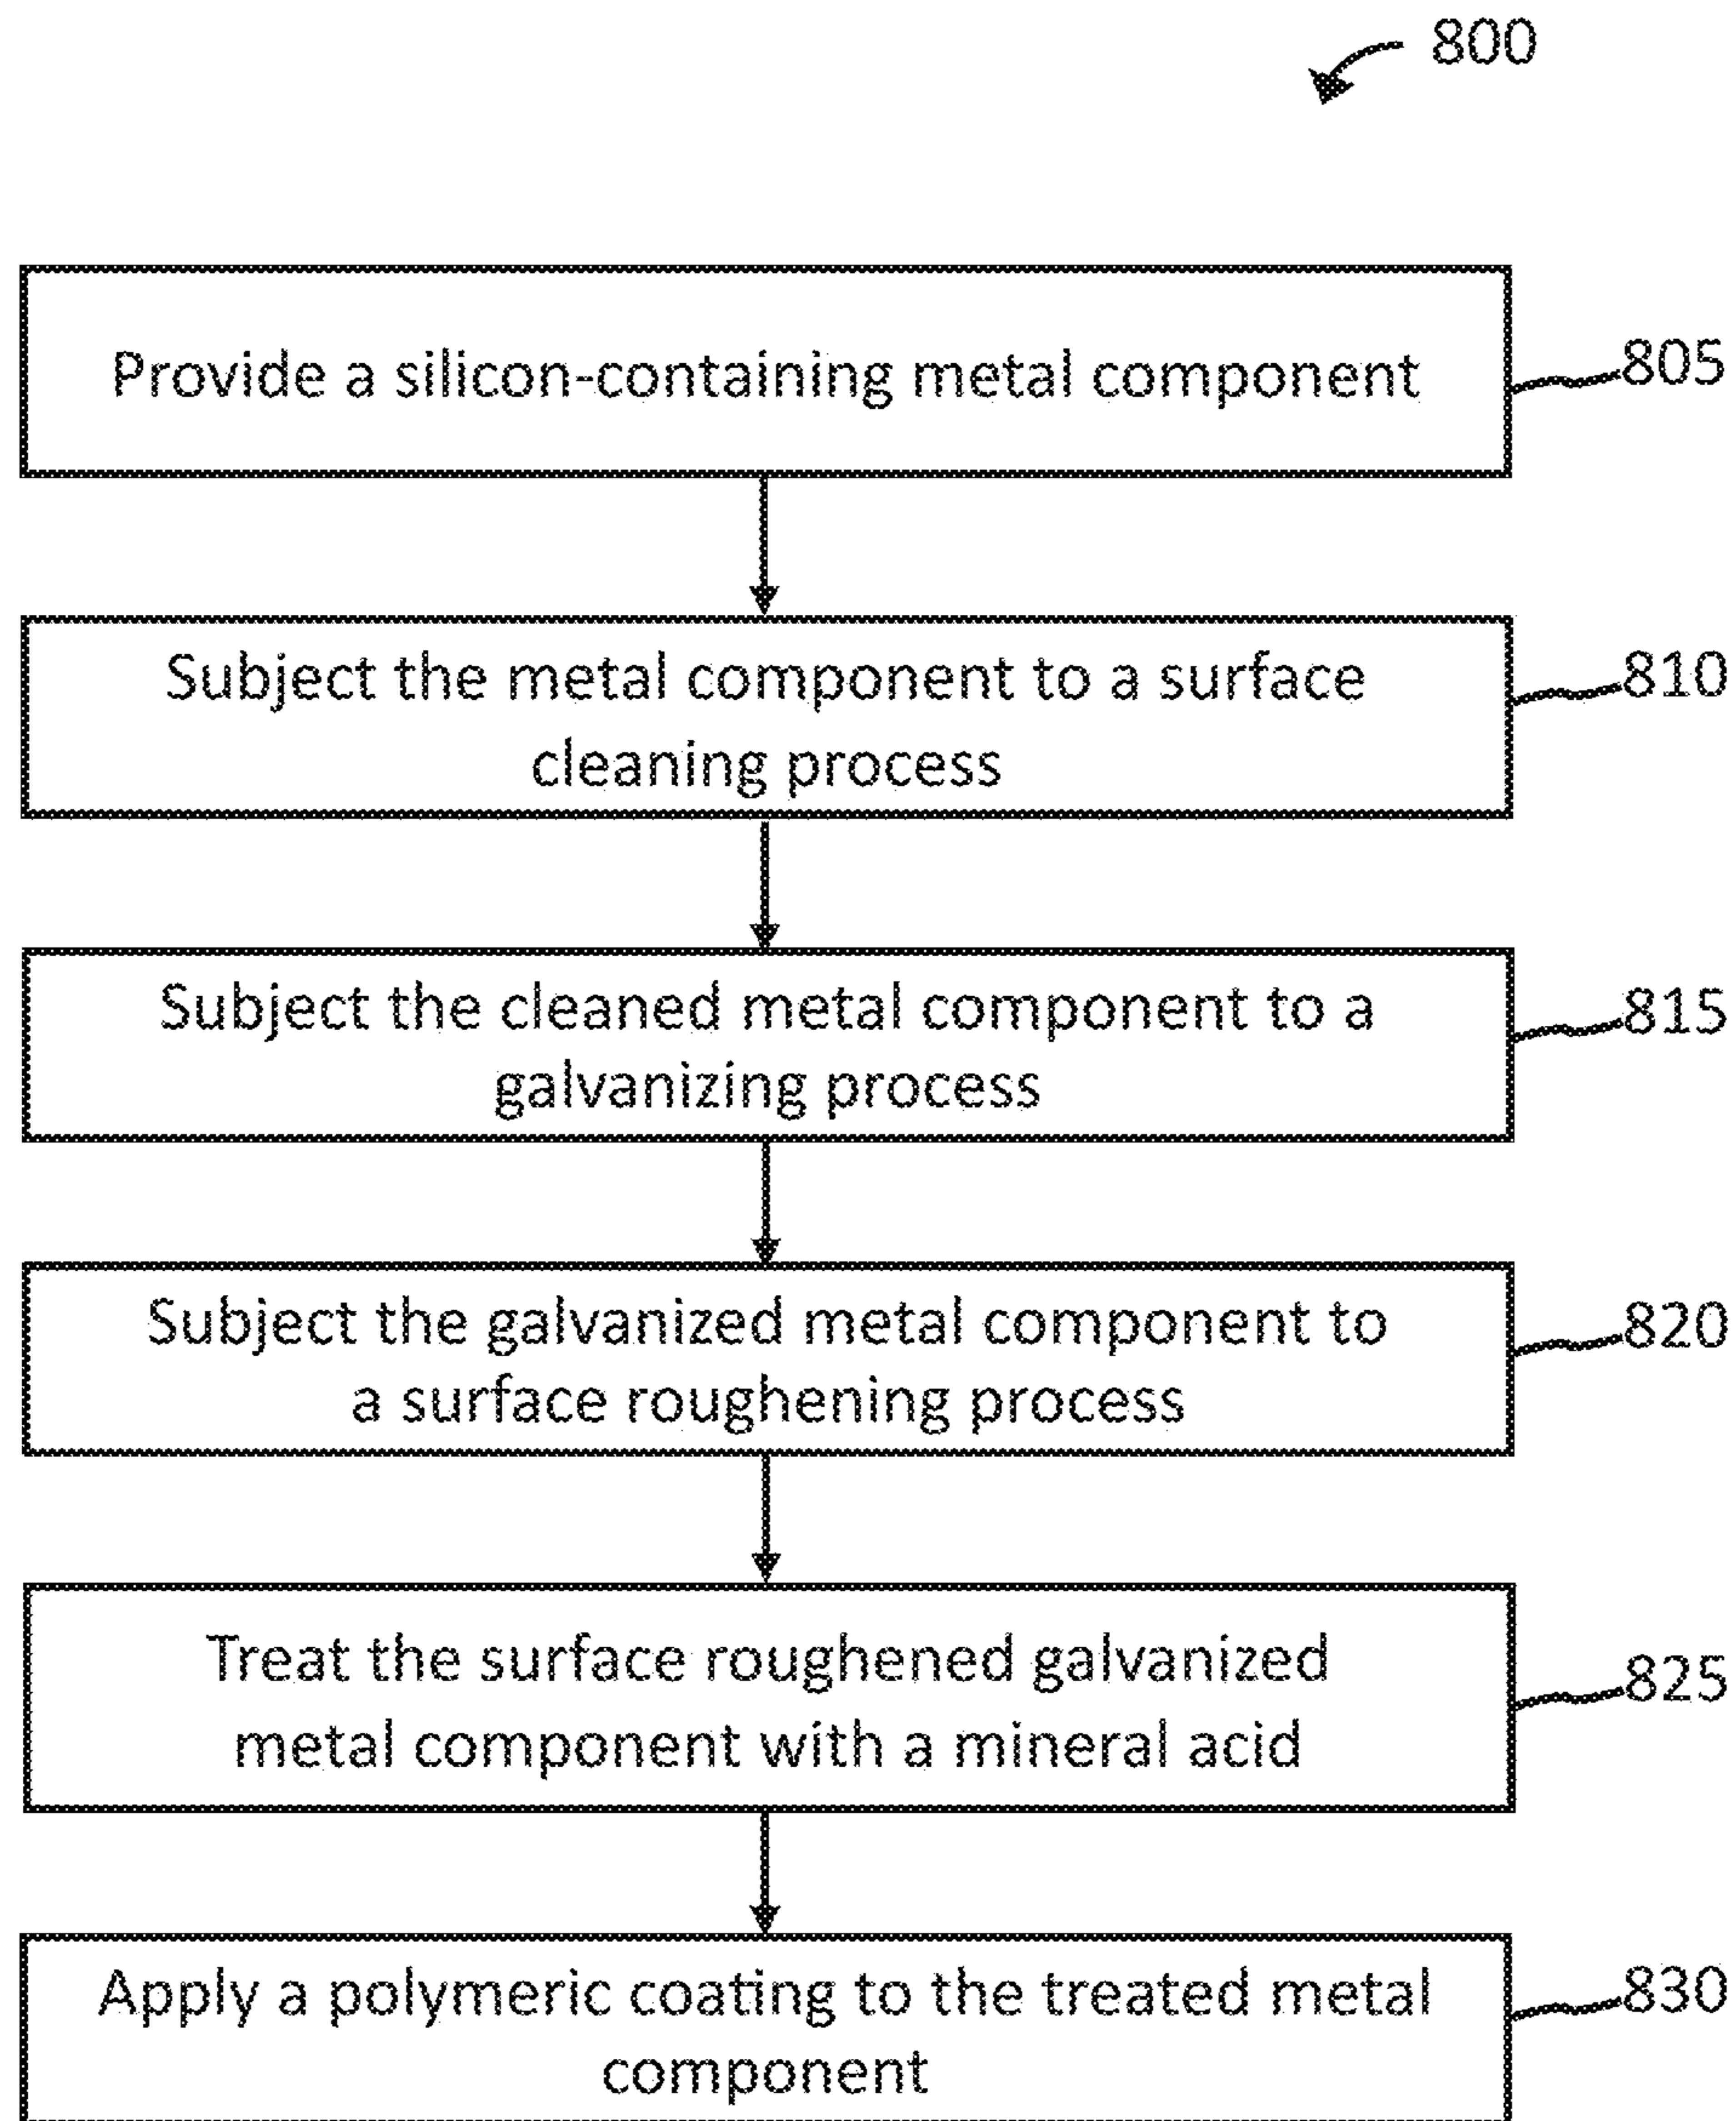 800
Provide a silicon-containing metal component
805
Subject the metal component to a surface
cleaning process
810
Subject the cleaned metal component to a
galvanizing process
815
Subject the galvanized metal component to
a surface roughening process
820
Treat the surface roughened galvanized
metal component with a mineral acid
825
Apply a polymeric coating to the treated metal
component
830